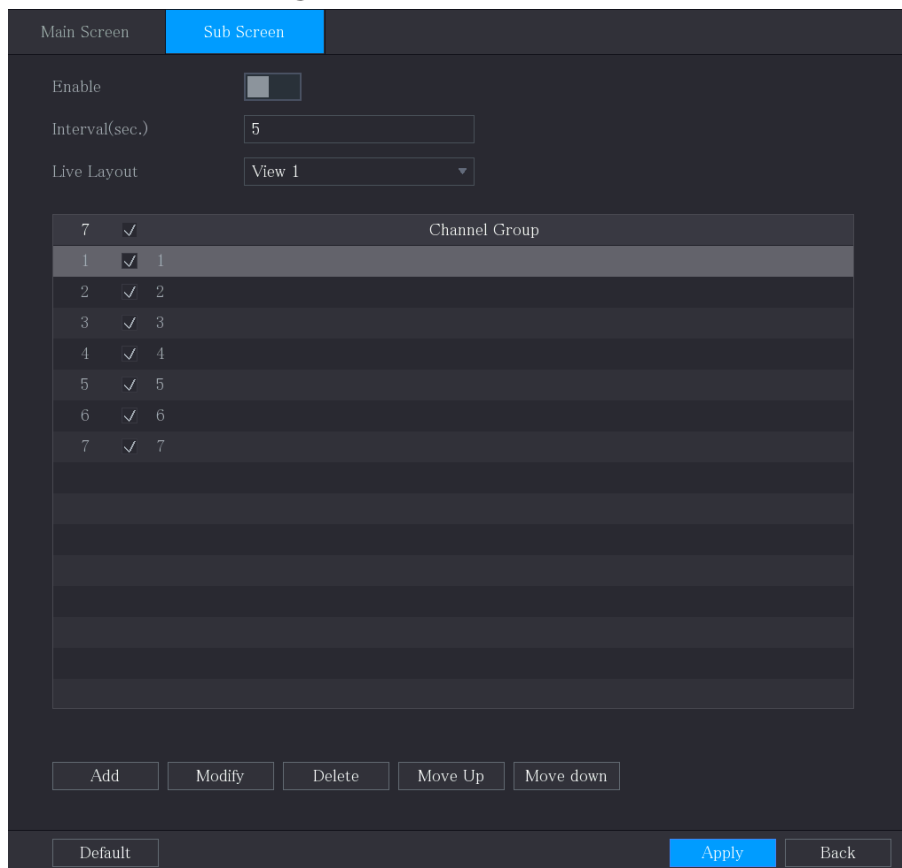 Main Screen Sub Screen
Enable
Interval(sec.) 5
Live Layout View 1
7 Channel Group
1 1
2 2
3 3
4 4
5 5
6 6
7 7
Add Modify Delete Move Up Move down
Default Apply Back